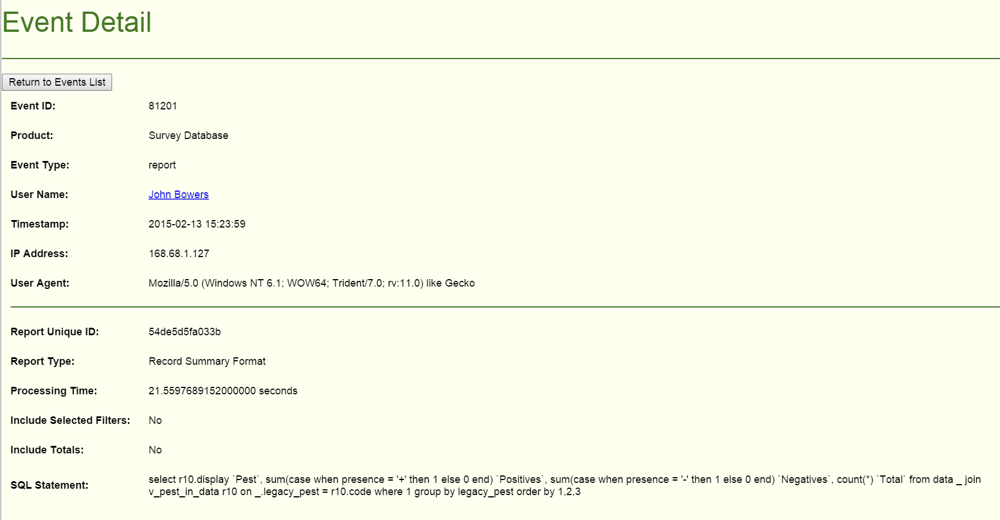 Event Detail
Return to Events List
Event ID: 81201
Product: Survey Database
Event Type: report
User Name: John Bowers
Timestamp: 2015-02-13 15:23:59
IP Address: 168.68.1.127
User Agent: Mozilla/5.0 (Windows NT 6.1; WOW64; Trident/7.0; rv:11.0) like Gecko
Report Unique ID: 54de5d5fa033b
Report Type: Record Summary Format
Processing Time: 21.5597689152000000 seconds
Include Selected Filters: No
Include Totals: No
SQL Statement: select r10.display `Pest`, sum(case when presence = '+' then 1 else 0 end) `Positives`, sum(case when presence = '-' then 1 else 0 end) `Negatives`, count(*) `Total` from data _ join
v_pest_in_data r10 on _.legacy_pest = r10.code where 1 group by legacy_pest order by 1,2,3